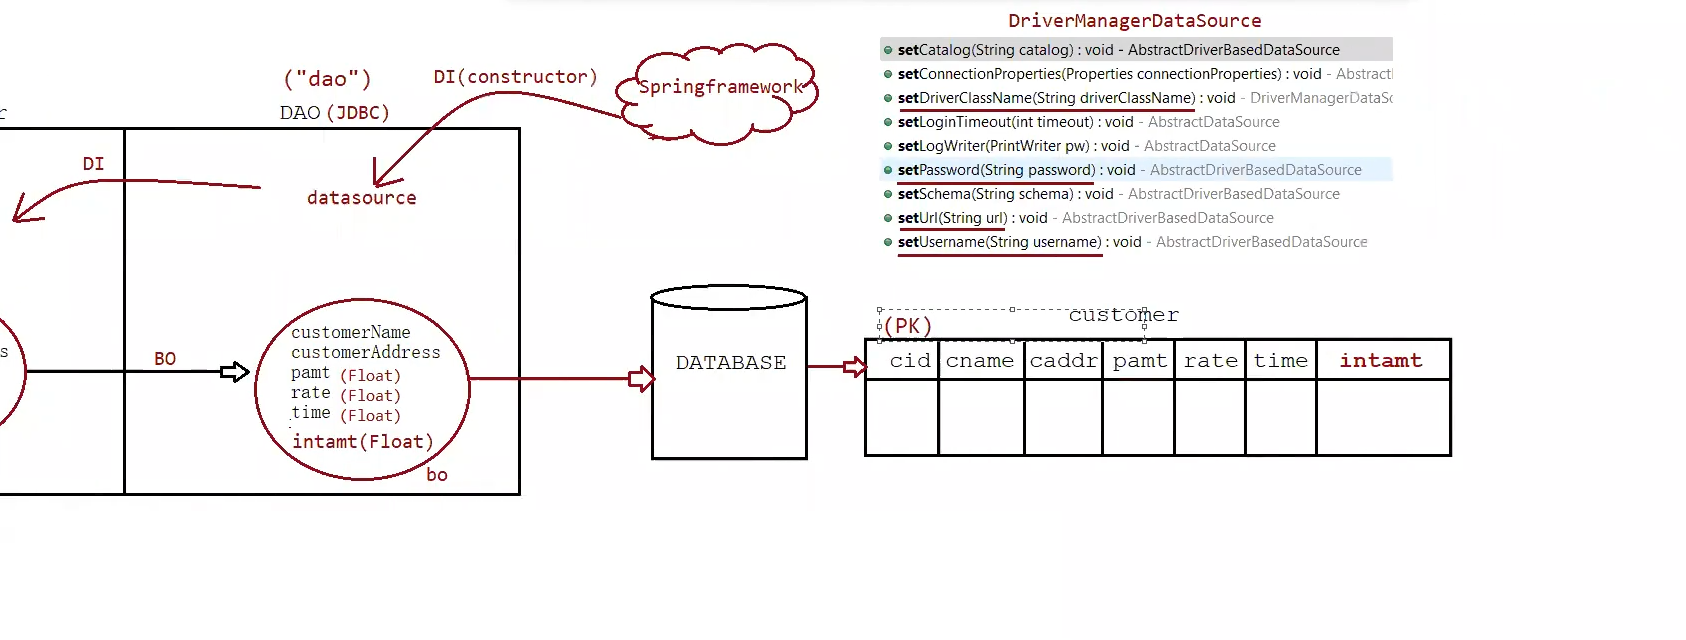 DriverManagerDataSource
setCatalog(String catalog) : void - AbstractDriverBasedDataSource
setConnectionProperties(Properties connectionProperties) : void - Abstract
setDriverClassName(String driverClassName) : void - DriverManagerDataSo
setLoginTimeout(int timeout) : void - AbstractDataSource
setLogWriter(PrintWriter pw) : void - AbstractDataSource
setPassword(String password) : void - AbstractDriverBasedDataSource
setSchema(String schema) : void - AbstractDriverBasedDataSource
setUrl(String url) : void - AbstractDriverBasedDataSource
setUsername(String username) : void - AbstractDriverBasedDataSource
("dao")
DI(constructor)
Springframework
r
DAO (JDBC)
DI
datasource
s
BO
customerName
customerAddress
pamt (Float)
rate (Float)
time (Float)
intamt(Float)
bo
DATABASE
customer
(PK)
cid cname caddr pamt rate time intamt